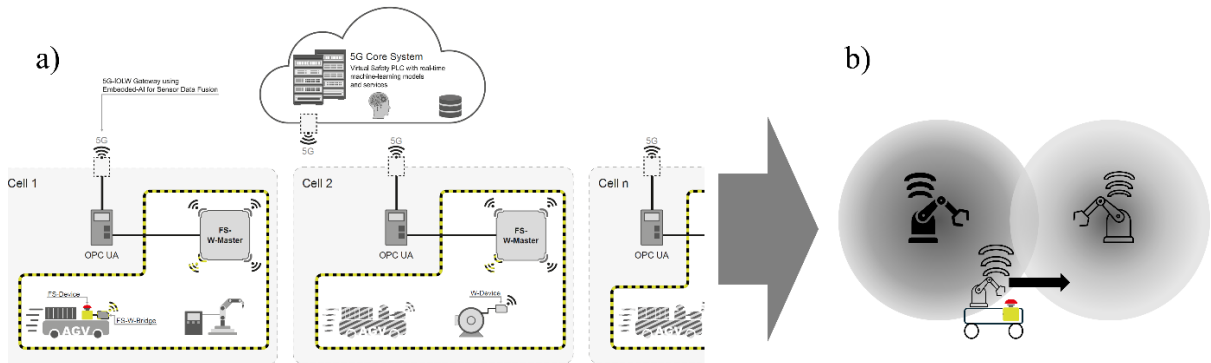 a)
5G-IOLW Gateway using
Embedded-AI for Sensor Data Fusion
5G Core System
Virtual Safety PLC with real-time
machine-learning models
and services
5G
5G
5G
5G
Cell 1
FS-
W-Master
OPC UA
FS-Device
AGV
FS-W-Bridge
Cell 2
FS-
W-Master
OPC UA
AGV
W-Device
Cell n
OPC UA
AGV
b)